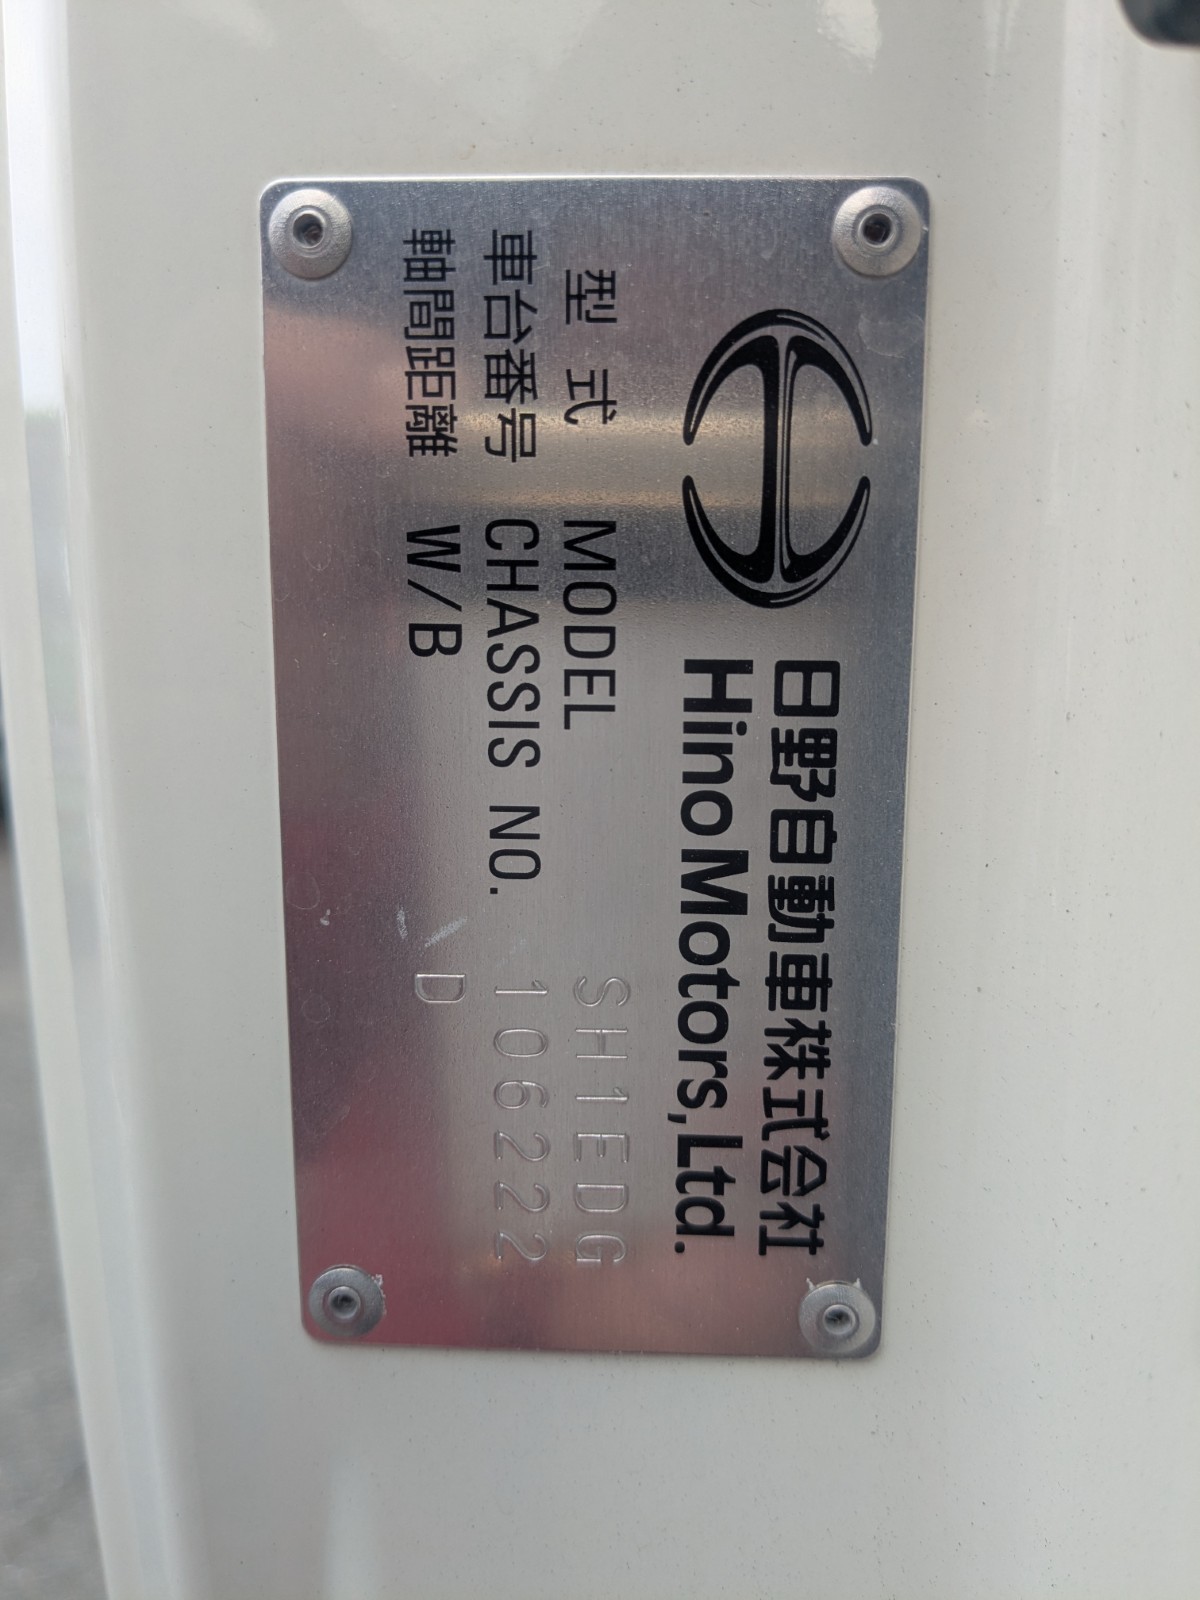 日野自動車株式会社
Hino Motors, Ltd.
型式 MODEL SH1EDG
車台番号 CHASSIS NO. 106222
軸間距離 W/B D